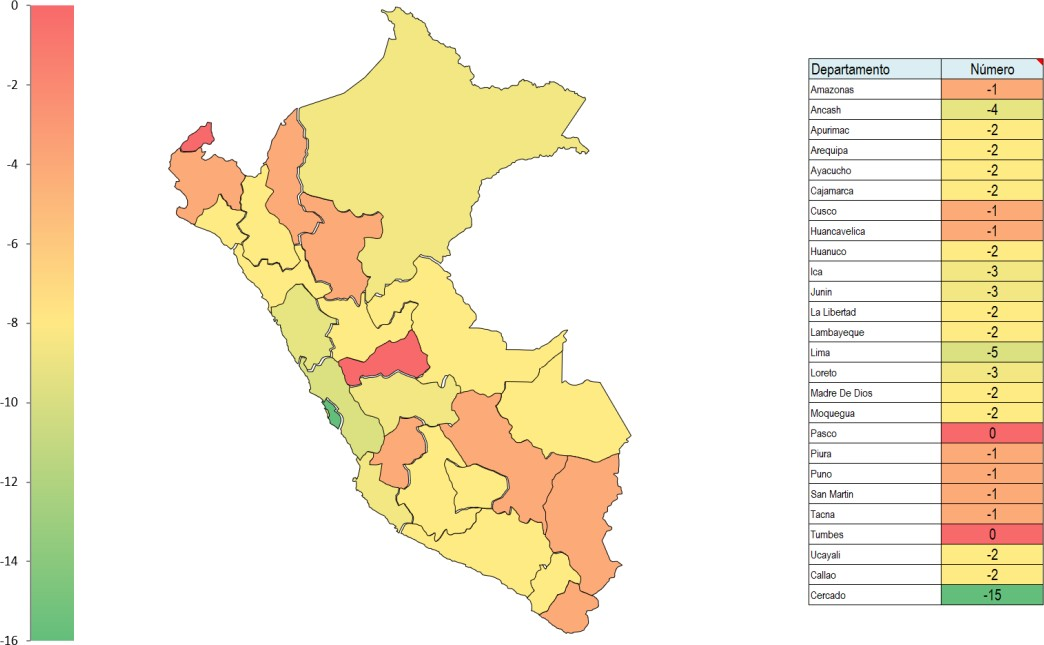 0
-2
-4
-6
-8
-10
-12
-14
-16
Departamento Número
Amazonas -1
Ancash -4
Apurimac -2
Arequipa -2
Ayacucho -2
Cajamarca -2
Cusco -1
Huancavelica -1
Huanuco -2
Ica -3
Junin -3
La Libertad -2
Lambayeque -2
Lima -5
Loreto -3
Madre De Dios -2
Moquegua -2
Pasco 0
Piura -1
Puno -1
San Martin -1
Tacna -1
Tumbes 0
Ucayali -2
Callao -2
Cercado -15